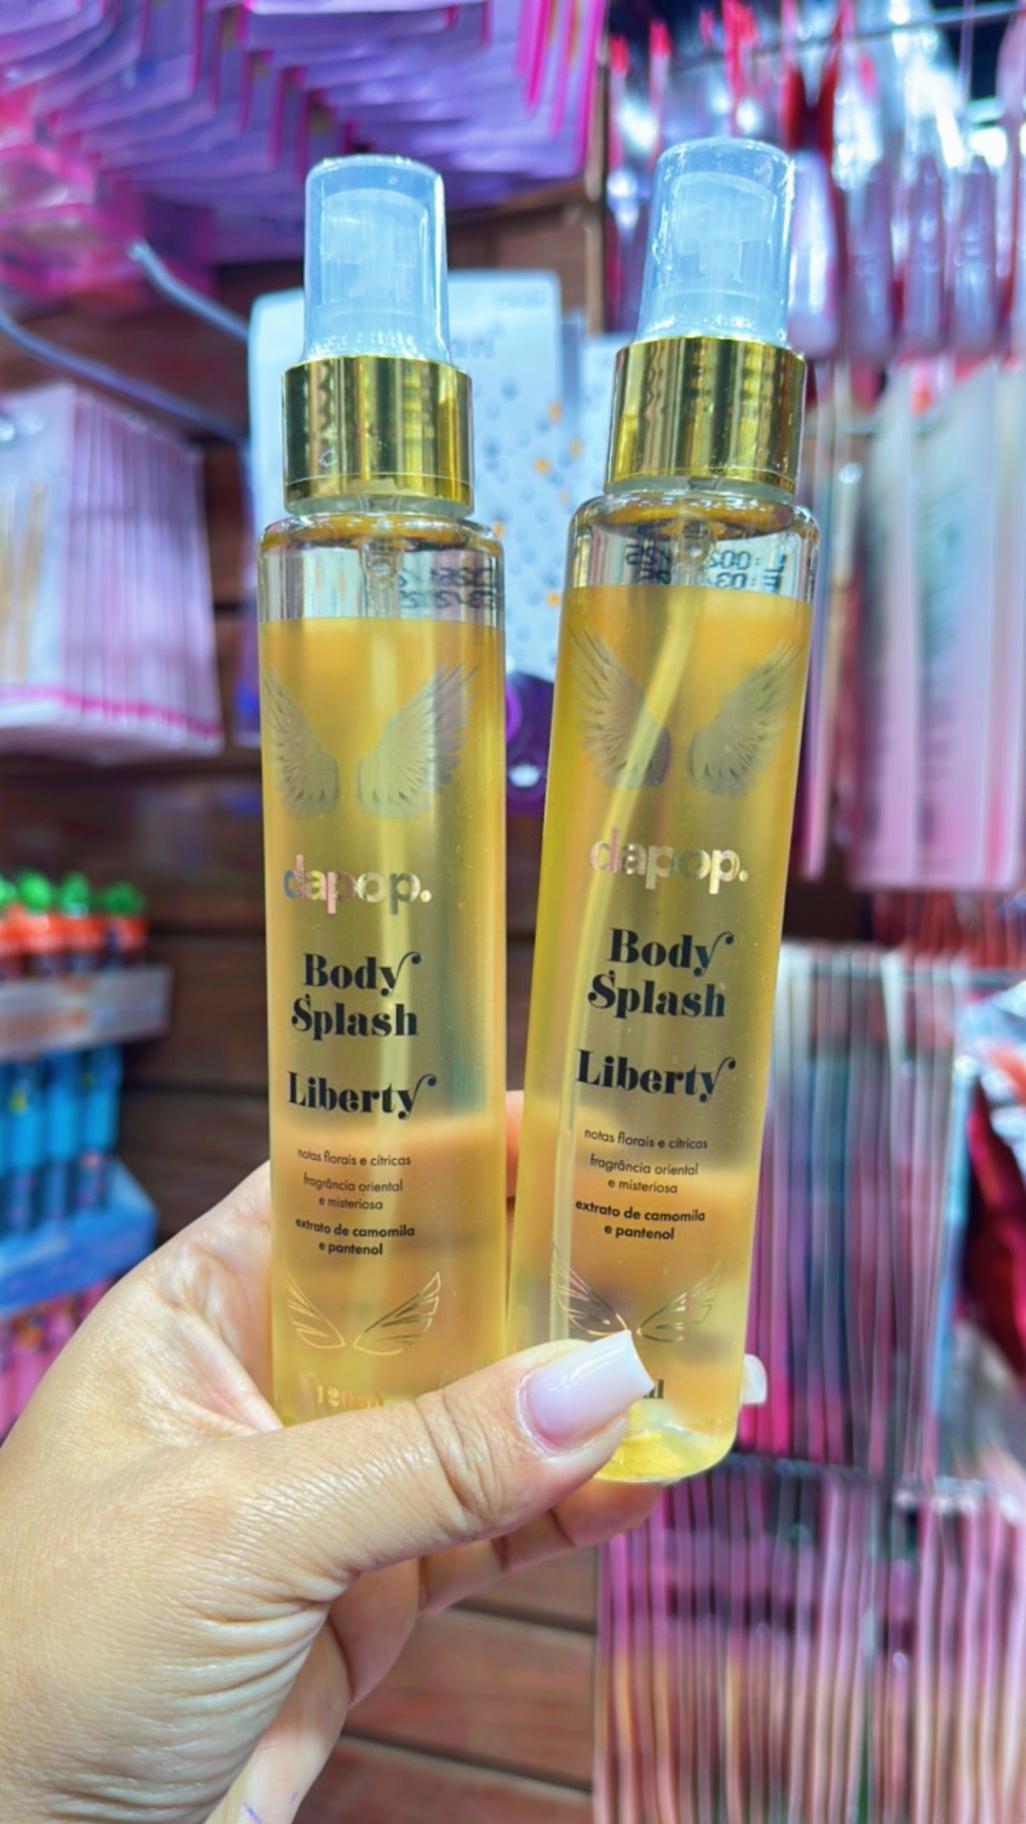 dapop.
Body
Splash
Liberty
notas florais e cítricas
fragrância oriental
e misteriosa
extrato de camomila
e pantenol
120ml
dapop.
Body
Splash
Liberty
notas florais e cítricas
fragrância oriental
e misteriosa
extrato de camomila
e pantenol